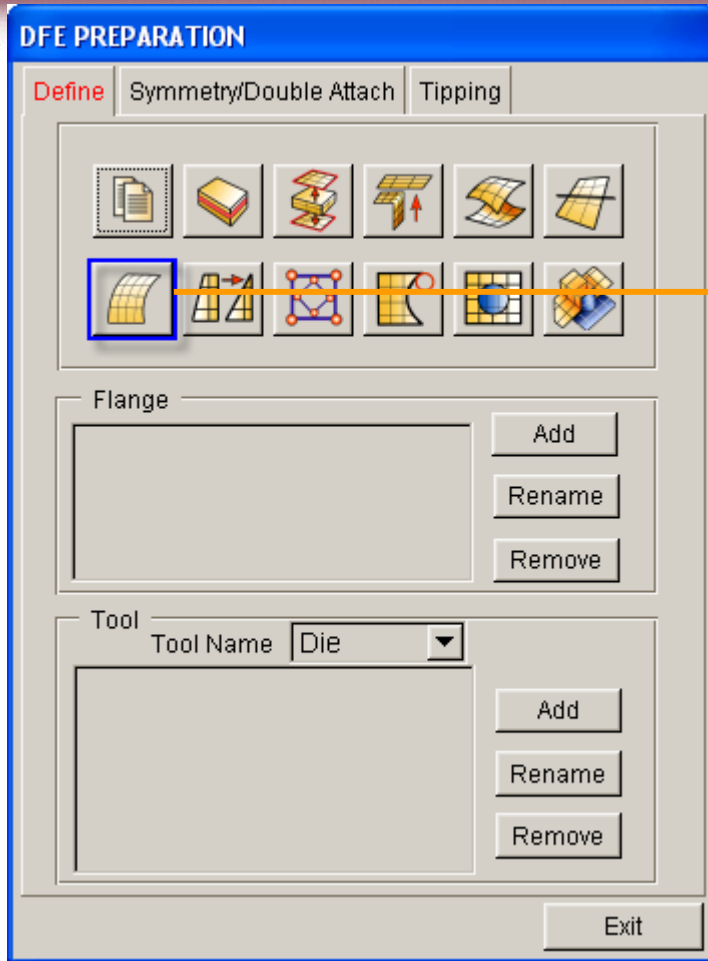 DFE PREPARATION
Define
Symmetry/Double Attach
Tipping
Flange
Add
Rename
Remove
Tool
Tool Name
Die
Add
Rename
Remove
Exit